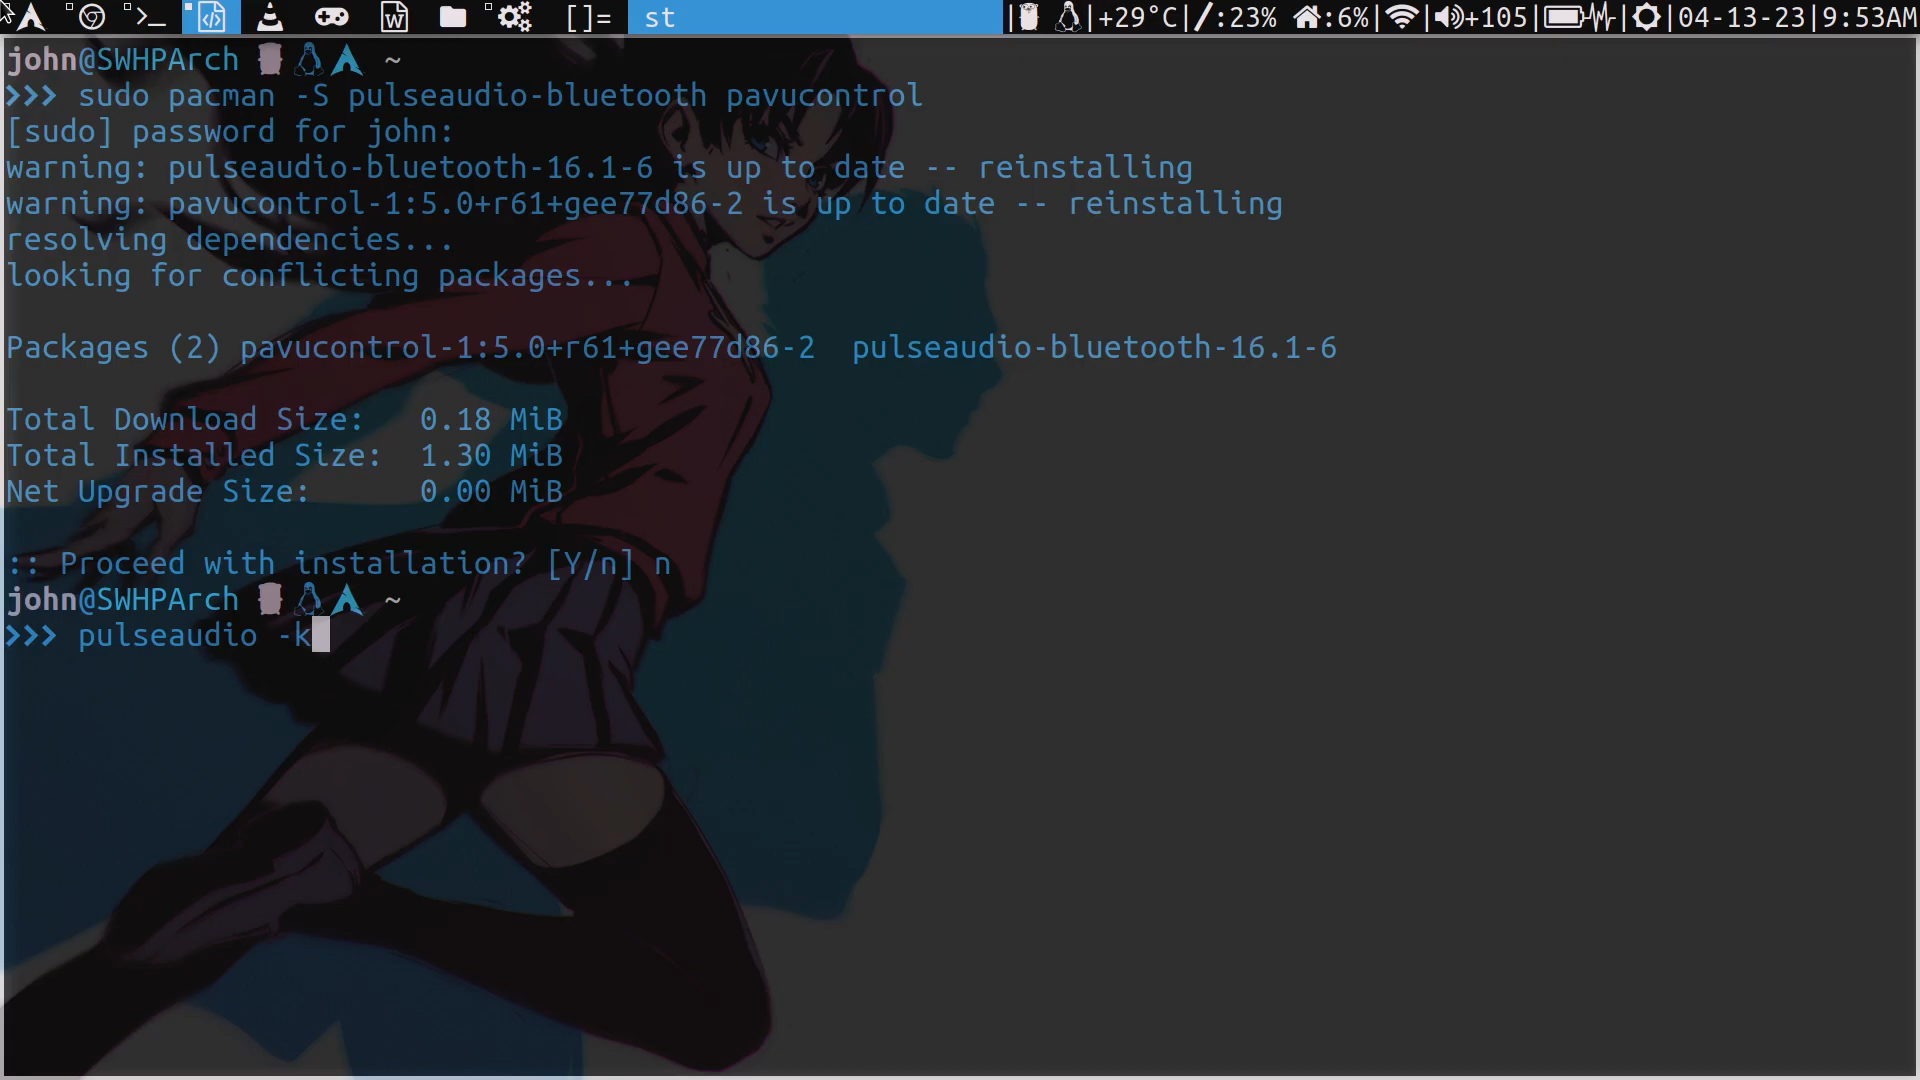 []= st |+29°C|/:23% :6%| |+105| | |04-13-23|9:53AM
john@SWHPArch ~
>>> sudo pacman -S pulseaudio-bluetooth pavucontrol
[sudo] password for john:
warning: pulseaudio-bluetooth-16.1-6 is up to date -- reinstalling
warning: pavucontrol-1:5.0+r61+gee77d86-2 is up to date -- reinstalling
resolving dependencies...
looking for conflicting packages...
Packages (2) pavucontrol-1:5.0+r61+gee77d86-2  pulseaudio-bluetooth-16.1-6
Total Download Size:   0.18 MiB
Total Installed Size:  1.30 MiB
Net Upgrade Size:      0.00 MiB
:: Proceed with installation? [Y/n] n
john@SWHPArch ~
>>> pulseaudio -k